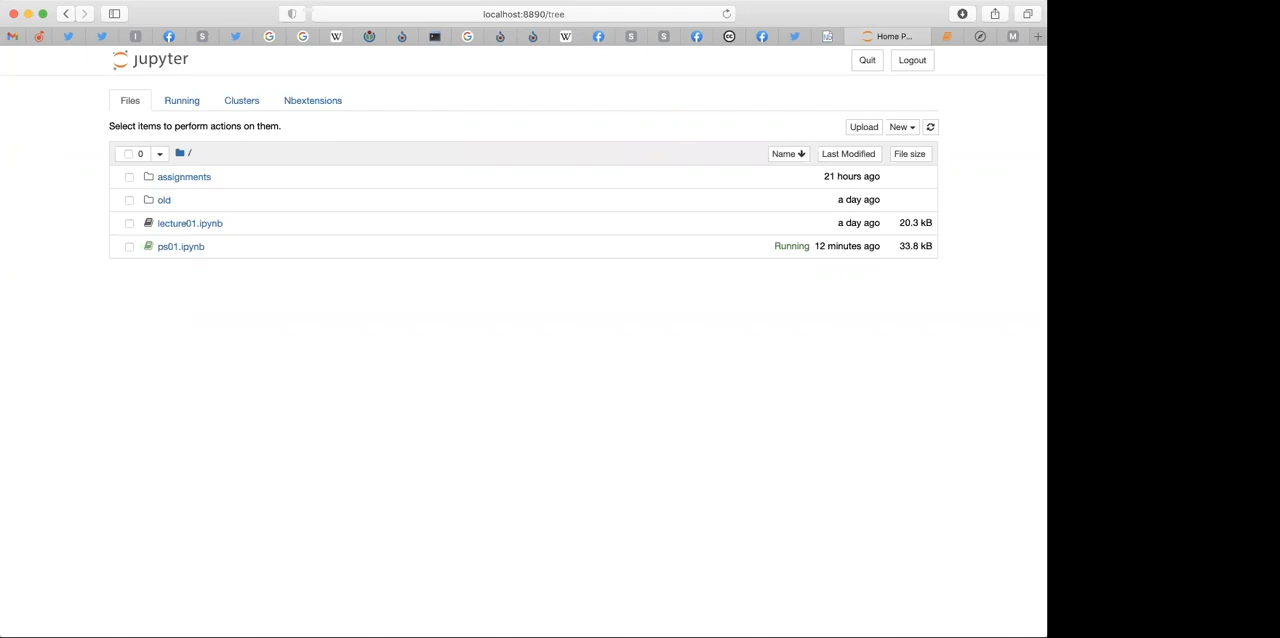 localhost:8890/tree
Home P...
jupyter
Quit
Logout
Files
Running
Clusters
Nbextensions
Select items to perform actions on them.
Upload
New
0
/
Name
Last Modified
File size
assignments
21 hours ago
old
a day ago
lecture01.ipynb
a day ago
20.3 kB
ps01.ipynb
Running
12 minutes ago
33.8 kB